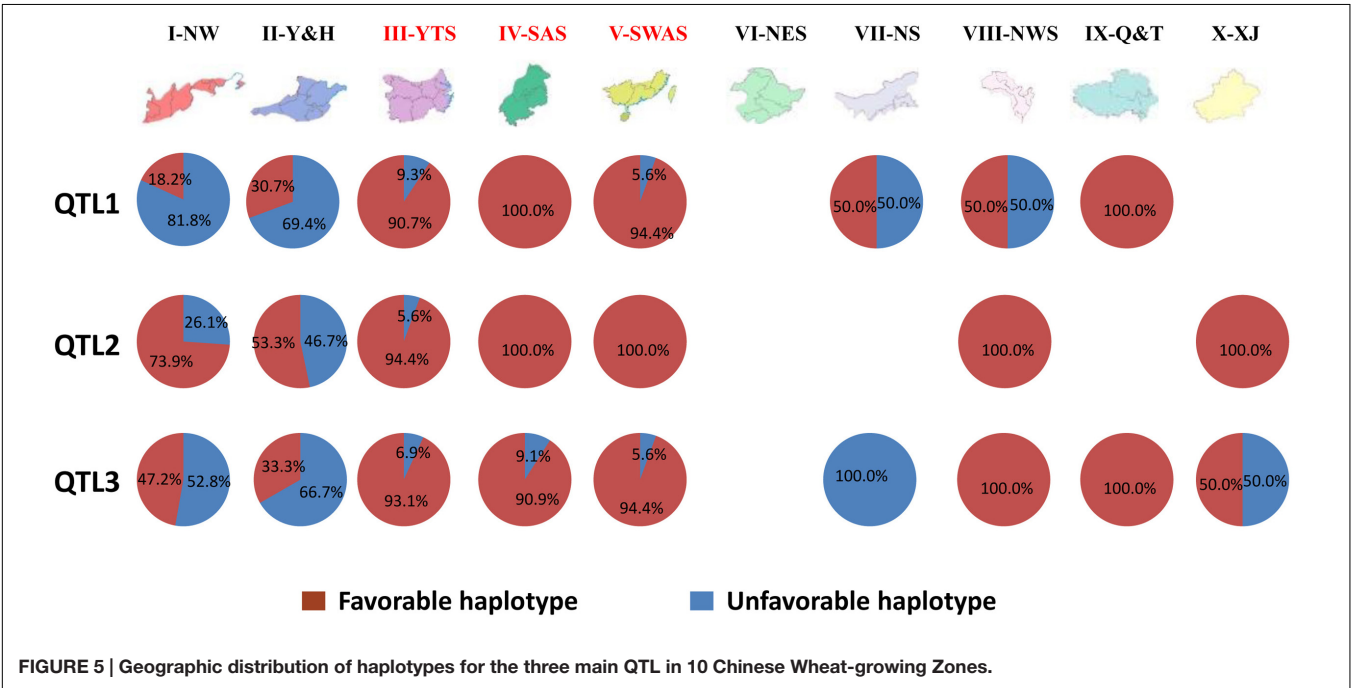 I-NW II-Y&H III-YTS IV-SAS V-SWAS VI-NES VII-NS VIII-NWS IX-Q&T X-XJ
QTL1
18.2% 81.8% 30.7% 69.4% 9.3% 90.7% 100.0% 5.6% 94.4% 50.0% 50.0% 50.0% 50.0% 100.0%
QTL2
26.1% 73.9% 53.3% 46.7% 5.6% 94.4% 100.0% 100.0% 100.0% 100.0%
QTL3
47.2% 52.8% 33.3% 66.7% 6.9% 93.1% 9.1% 90.9% 5.6% 94.4% 100.0% 100.0% 100.0% 50.0% 50.0%
Favorable haplotype Unfavorable haplotype
FIGURE 5 | Geographic distribution of haplotypes for the three main QTL in 10 Chinese Wheat-growing Zones.